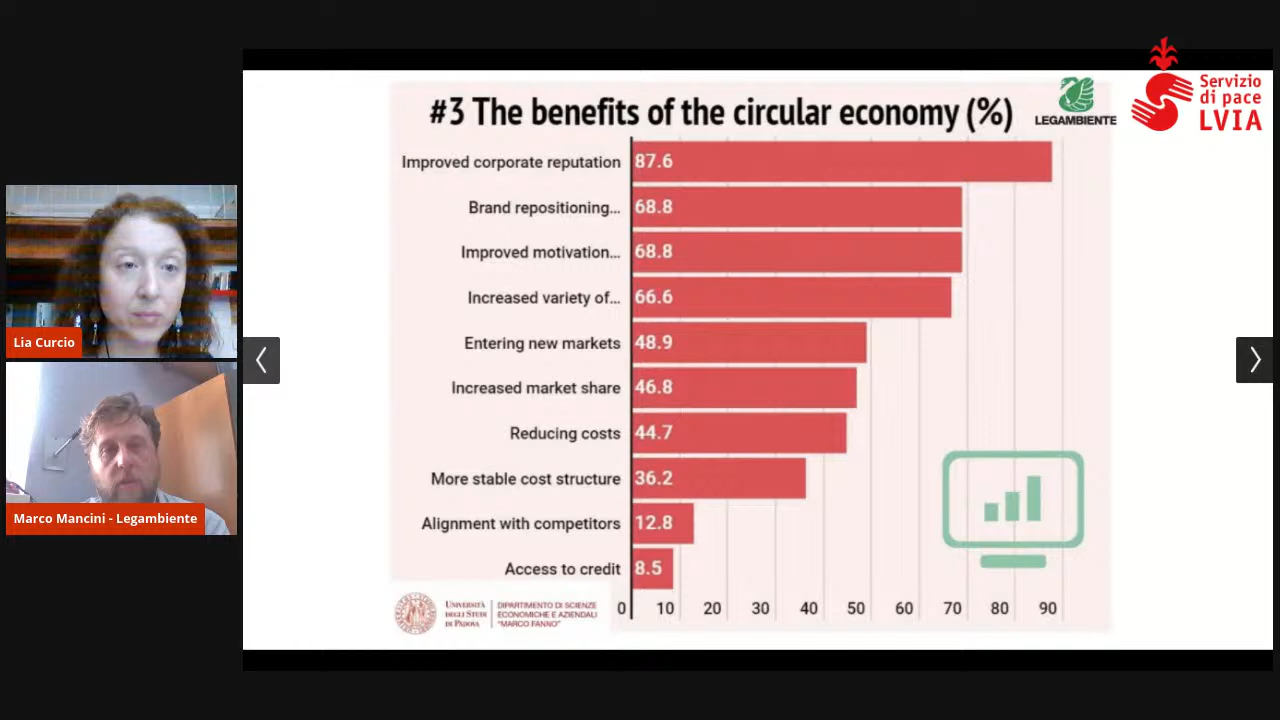 #3 The benefits of the circular economy (%)
LEGAMBIENTE
Servizio
di pace
LVIA
Improved corporate reputation 87.6
Brand repositioning... 68.8
Improved motivation... 68.8
Increased variety of... 66.6
Entering new markets 48.9
Increased market share 46.8
Reducing costs 44.7
More stable cost structure 36.2
Alignment with competitors 12.8
Access to credit 8.5
0 10 20 30 40 50 60 70 80 90
UNIVERSITÀ
DEGLI STUDI
DI PADOVA
DIPARTIMENTO DI SCIENZE
ECONOMICHE E AZIENDALI
"MARCO FANNO"
Lia Curcio
Marco Mancini - Legambiente